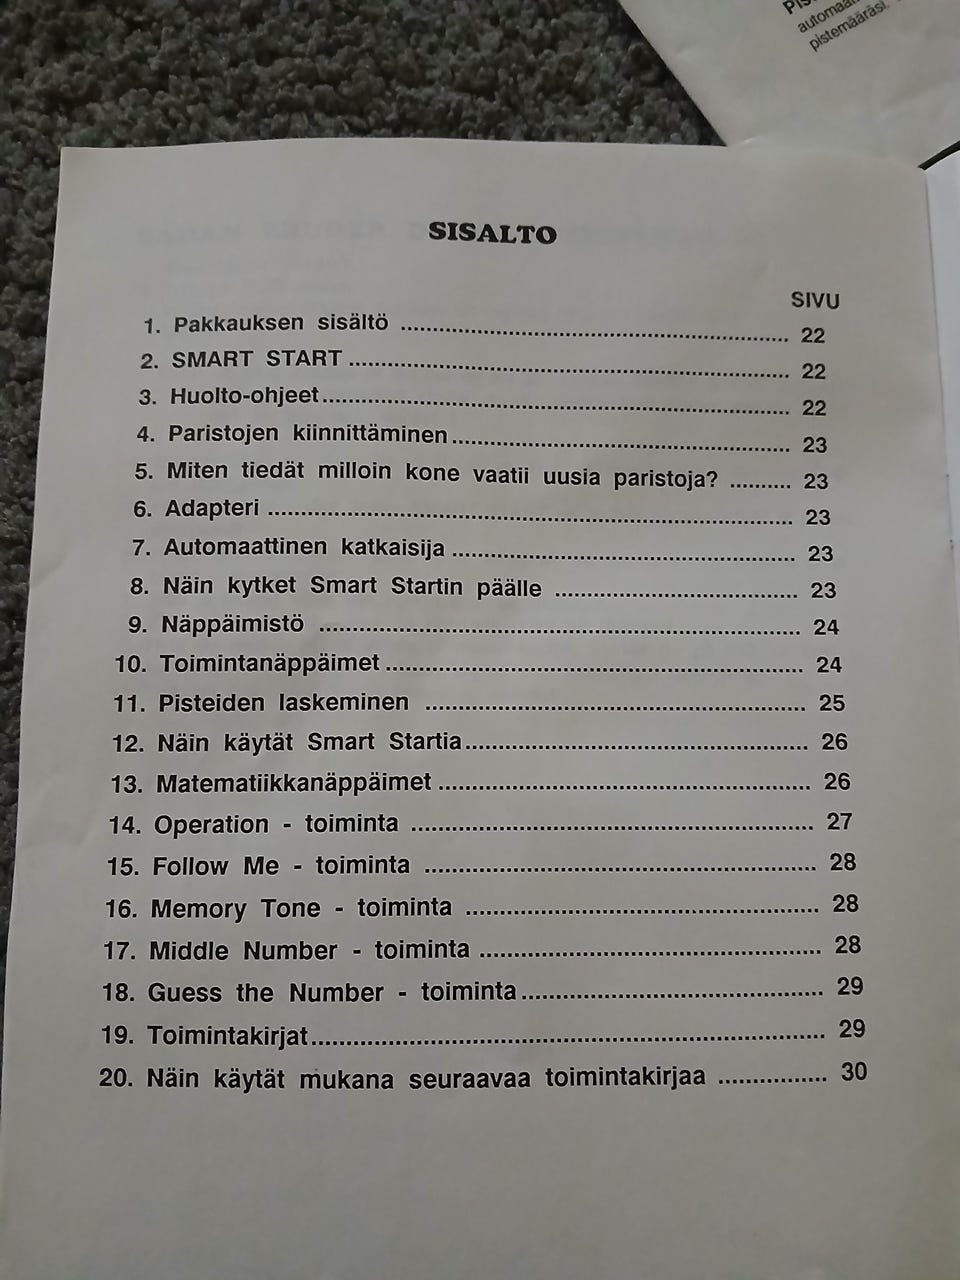 automaat
pistemääräsi.
SISALTO
SIVU
1. Pakkauksen sisältö ........................ 22
2. SMART START ........................ 22
3. Huolto-ohjeet ........................ 22
4. Paristojen kiinnittäminen ........................ 23
5. Miten tiedät milloin kone vaatii uusia paristoja? .......... 23
6. Adapteri ........................ 23
7. Automaattinen katkaisija ........................ 23
8. Näin kytket Smart Startin päälle ........................ 23
9. Näppäimistö ........................ 24
10. Toimintanäppäimet ........................ 24
11. Pisteiden laskeminen ........................ 25
12. Näin käytät Smart Startia ........................ 26
13. Matematiikkanäppäimet ........................ 26
14. Operation - toiminta ........................ 27
15. Follow Me - toiminta ........................ 28
16. Memory Tone - toiminta ........................ 28
17. Middle Number - toiminta ........................ 28
18. Guess the Number - toiminta ........................ 29
19. Toimintakirjat ........................ 29
20. Näin käytät mukana seuraavaa toimintakirjaa ................ 30